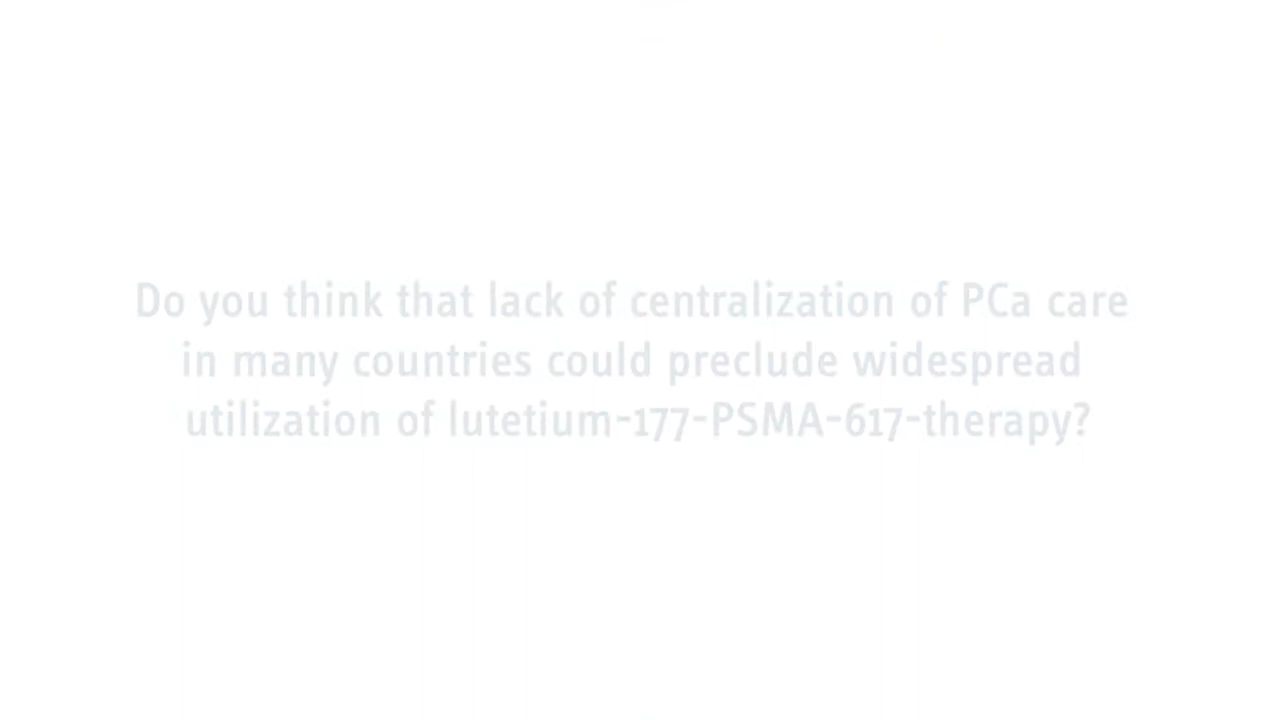 Do you think that lack of centralization of PCa care
in many countries could preclude widespread
utilization of lutetium-177-PSMA-617-therapy?